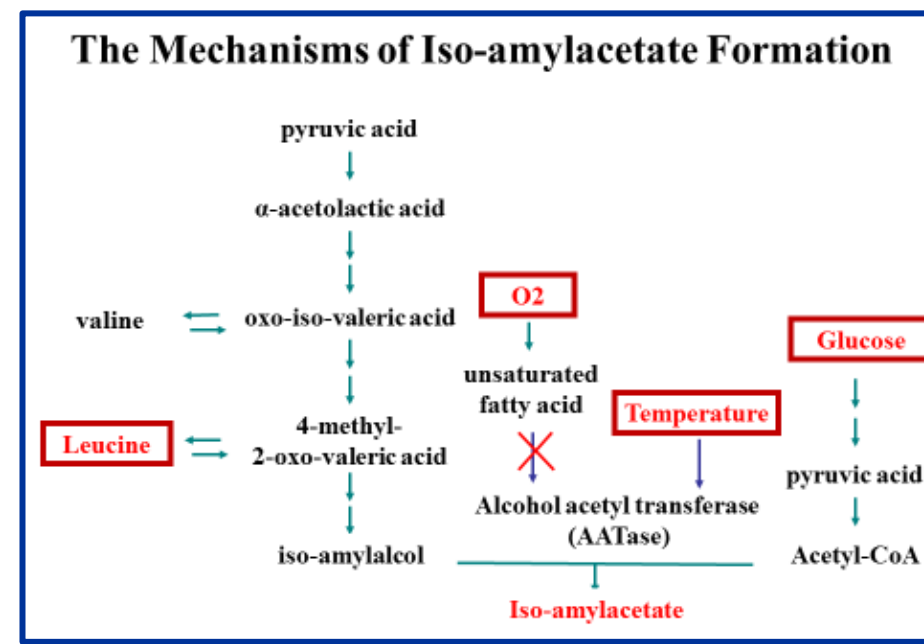 The Mechanisms of Iso-amylacetate Formation
pyruvic acid
α-acetolactic acid
valine
oxo-iso-valeric acid
Leucine
4-methyl-
2-oxo-valeric acid
iso-amylalcol
O2
unsaturated
fatty acid
Temperature
Alcohol acetyl transferase
(AATase)
Glucose
pyruvic acid
Acetyl-CoA
Iso-amylacetate